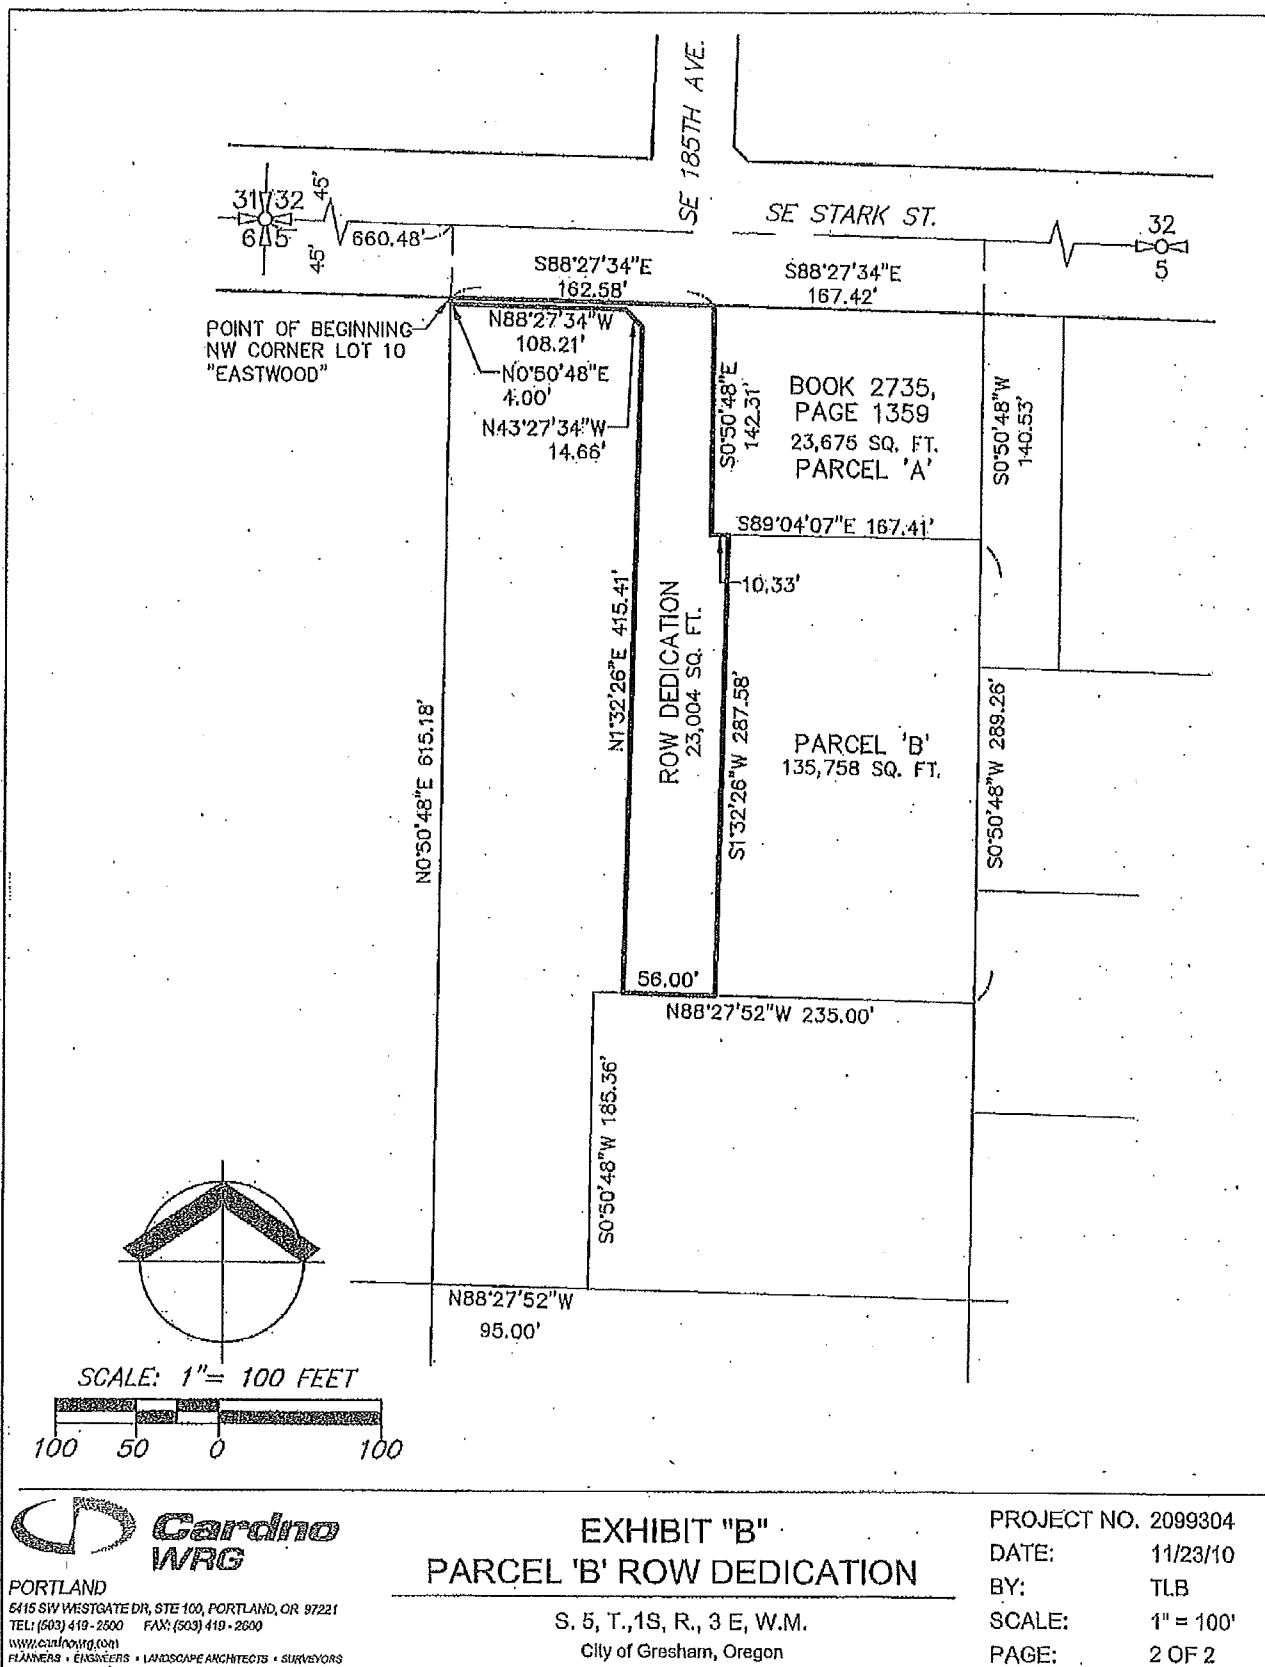 SE 185TH AVE.
SE STARK ST.
31 32
6 5
45'
45'
660.48'
32
5
S88°27'34"E
162.58'
S88°27'34"E
167.42'
POINT OF BEGINNING
NW CORNER LOT 10
"EASTWOOD"
N88°27'34"W
108.21'
N0°50'48"E
4.00'
N43°27'34"W
14.66'
S0°50'48"E
142.31'
BOOK 2735,
PAGE 1359
23,675 SQ. FT.
PARCEL 'A'
S0°50'48"W
140.53'
S89°04'07"E 167.41'
10.33'
N1°32'26"E 415.41'
ROW DEDICATION
23,004 SQ. FT.
S1°32'26"W 287.58'
PARCEL 'B'
135,758 SQ. FT.
S0°50'48"W 289.26'
N0°50'48"E 615.18'
56.00'
N88°27'52"W 235.00'
S0°50'48"W 185.36'
N88°27'52"W
95.00'
SCALE: 1"= 100 FEET
100 50 0 100
Cardno
WRG
PORTLAND
5415 SW WESTGATE DR, STE 100, PORTLAND, OR 97221
TEL: (503) 419-2500 FAX: (503) 419-2600
www.cardnowrg.com
PLANNERS • ENGINEERS • LANDSCAPE ARCHITECTS • SURVEYORS
EXHIBIT "B"
PARCEL 'B' ROW DEDICATION
S. 5, T.,1S, R., 3 E, W.M.
City of Gresham, Oregon
PROJECT NO. 2099304
DATE: 11/23/10
BY: TLB
SCALE: 1" = 100'
PAGE: 2 OF 2